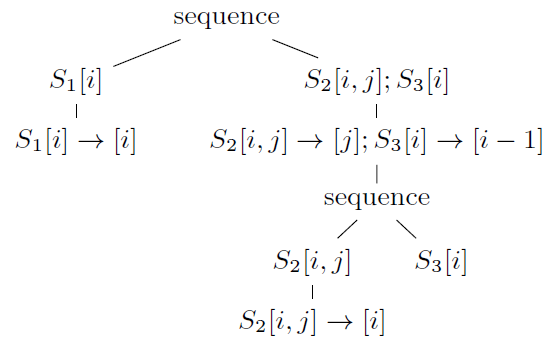 sequence
S₁[i] S₂[i, j]; S₃[i]
S₁[i] → [i] S₂[i, j] → [j]; S₃[i] → [i − 1]
sequence
S₂[i, j] S₃[i]
S₂[i, j] → [i]